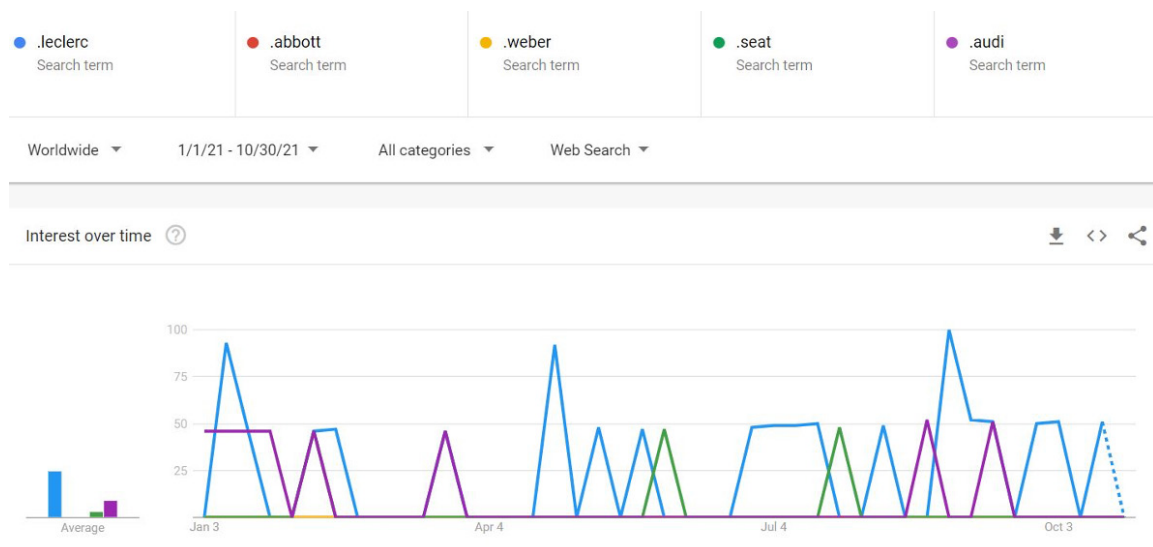 .leclerc
Search term
.abbott
Search term
.weber
Search term
.seat
Search term
.audi
Search term
Worldwide 1/1/21 - 10/30/21 All categories Web Search
Interest over time ?
100
75
50
25
Average
Jan 3 Apr 4 Jul 4 Oct 3